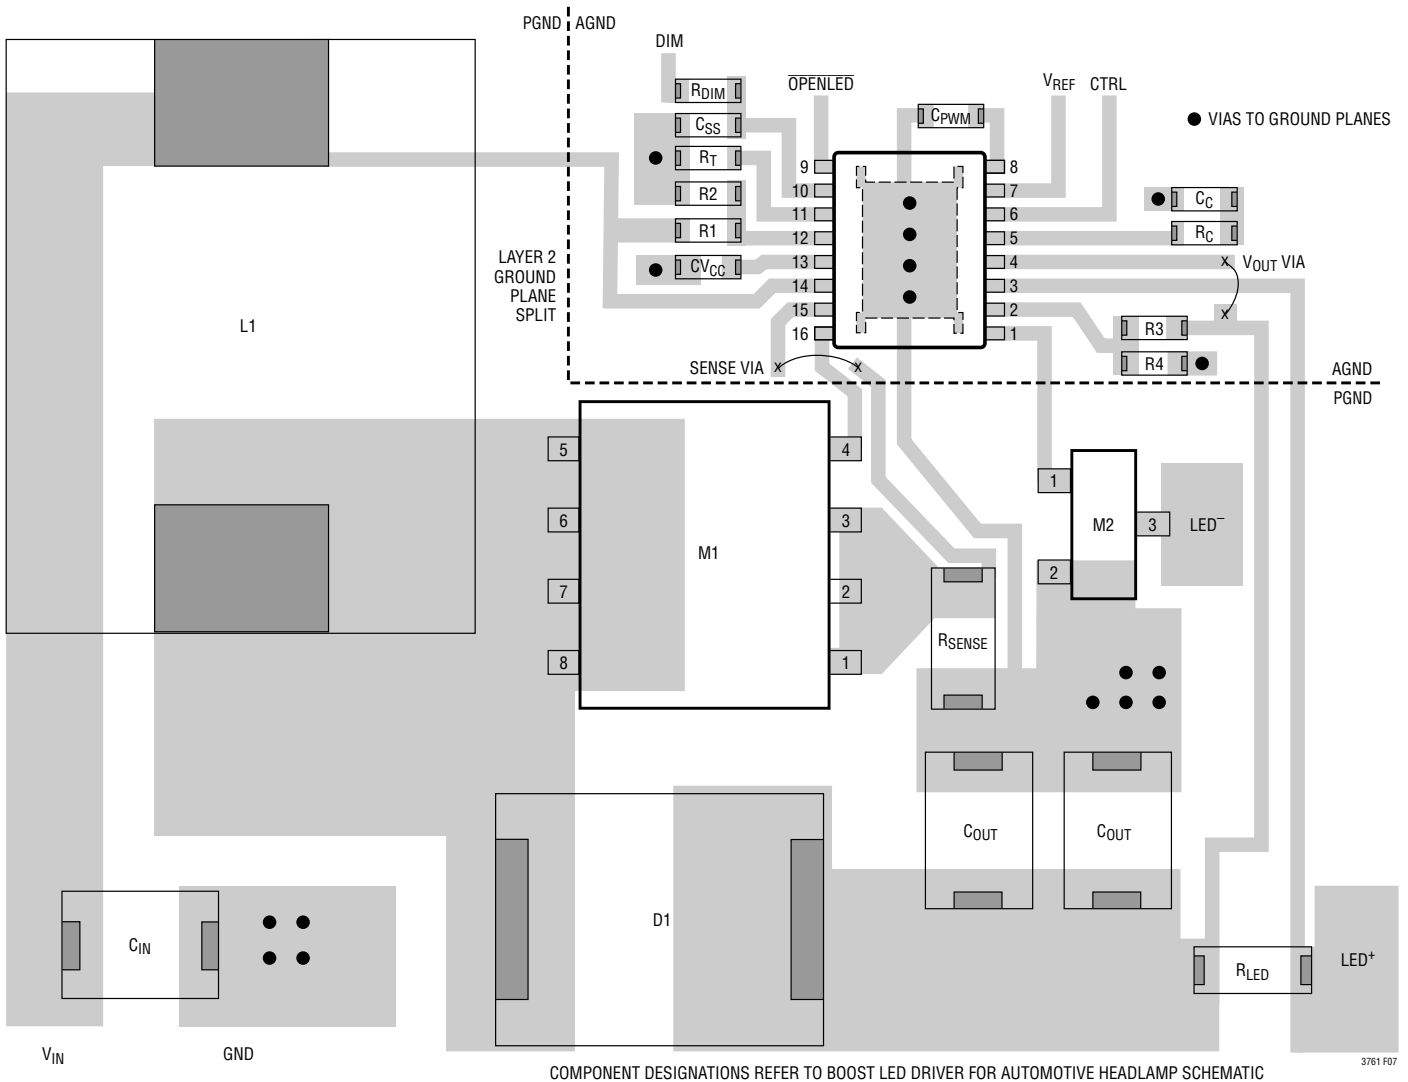 PGND AGND
DIM
RDIM
CSS
RT
R2
R1
CVCC
OPENLED
CPWM
VREF CTRL
VIAS TO GROUND PLANES
9
10
11
12
13
14
15
16
8
7
6
5
4
3
2
1
CC
RC
VOUT VIA
X
X
R3
R4
LAYER 2
GROUND
PLANE
SPLIT
SENSE VIA X X
AGND
PGND
L1
5
6
7
8
M1
4
3
2
1
1
2
M2
3
LED–
RSENSE
COUT
COUT
D1
CIN
RLED
LED+
VIN
GND
3761 F07
COMPONENT DESIGNATIONS REFER TO BOOST LED DRIVER FOR AUTOMOTIVE HEADLAMP SCHEMATIC